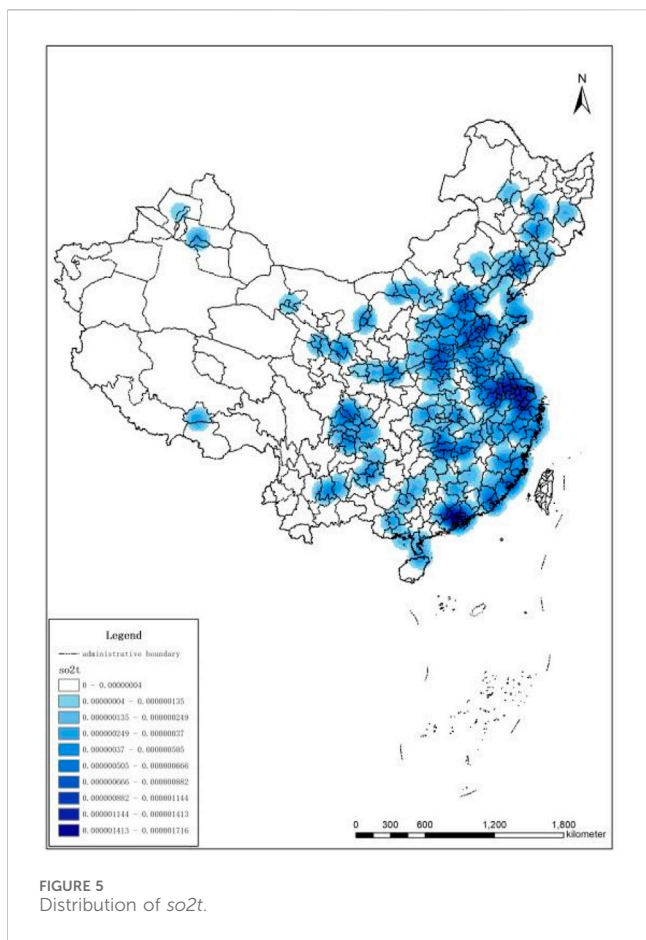 N
Legend
administrative boundary
so2t
0 - 0.00000004
0.00000004 - 0.000000135
0.000000135 - 0.000000249
0.000000249 - 0.00000037
0.00000037 - 0.000000505
0.000000505 - 0.000000666
0.000000666 - 0.000000882
0.000000882 - 0.000001144
0.000001144 - 0.000001413
0.000001413 - 0.000001716
0 300 600 1,200 1,800
kilometer
FIGURE 5
Distribution of so2t.